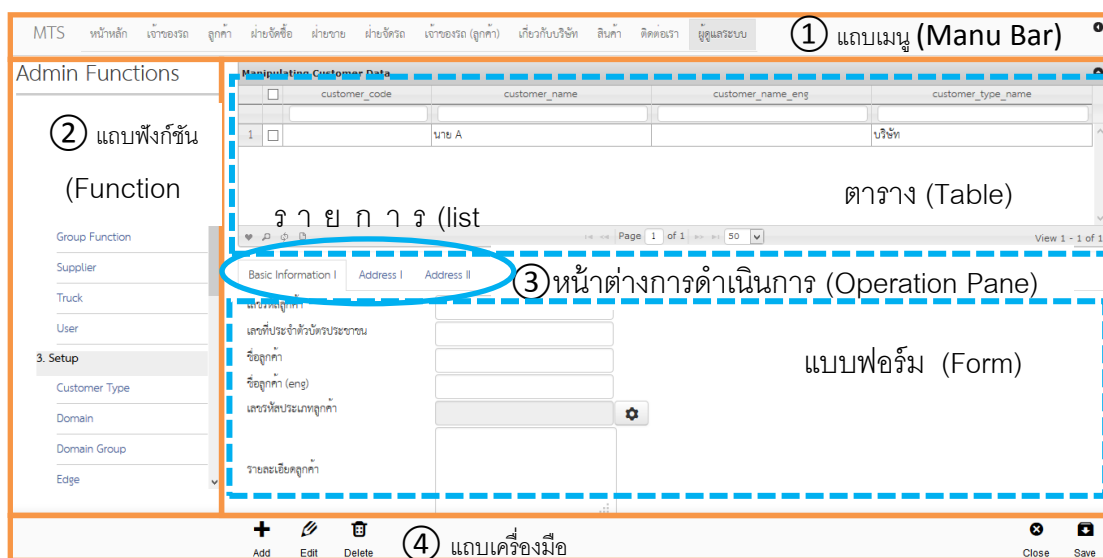 MTS หน้าหลัก เจ้าของรถ ลูกค้า ฝ่ายจัดซื้อ ฝ่ายขาย ฝ่ายจัดรถ เจ้าของรถ (ลูกค้า) เกี่ยวกับบริษัท สินค้า ติดต่อเรา ผู้ดูแลระบบ
① แถบเมนู (Manu Bar)
Admin Functions
② แถบฟังก์ชัน
(Function
Group Function
Supplier
Truck
User
3. Setup
Customer Type
Domain
Domain Group
Edge
Manipulating Customer Data
customer_code customer_name customer_name_eng customer_type_name
1 นาย A บริษัท
ตาราง (Table)
ร า ย ก า ร (list
Page 1 of 1 50 View 1 - 1 of 1
Basic Information I Address I Address II
③หน้าต่างการดำเนินการ (Operation Pane)
เลขรหัสลูกค้า
เลขที่ประจำตัวบัตรประชาชน
ชื่อลูกค้า
ชื่อลูกค้า (eng)
เลขรหัสประเภทลูกค้า
รายละเอียดลูกค้า
แบบฟอร์ม (Form)
Add Edit Delete
④ แถบเครื่องมือ
Close Save